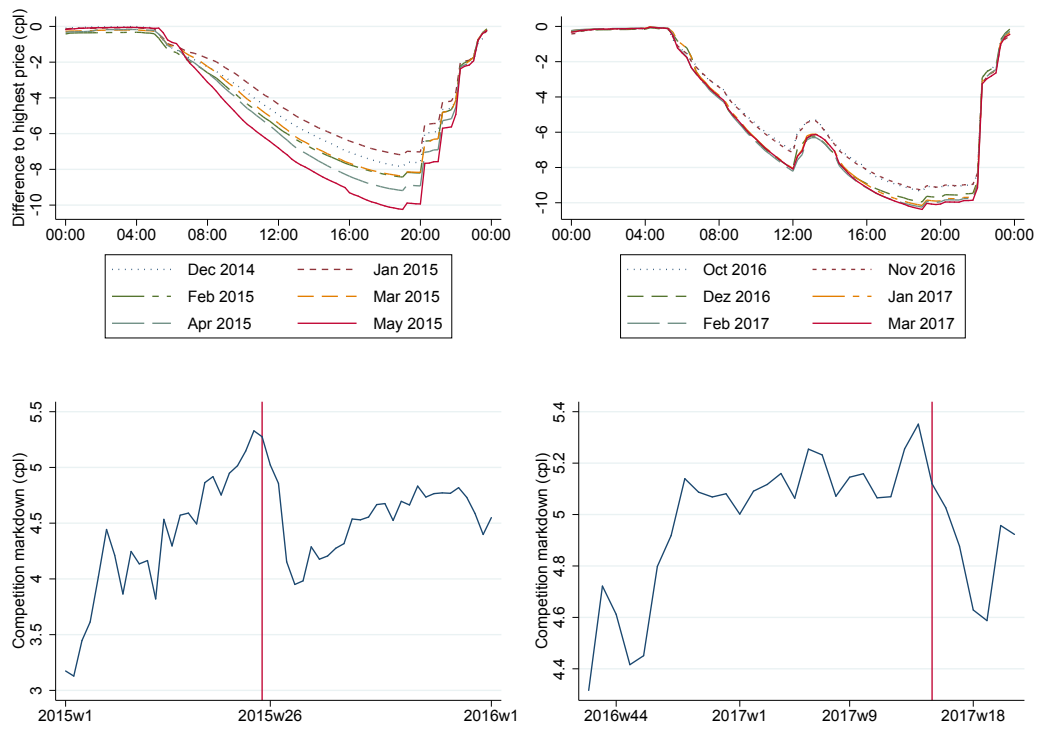 Difference to highest price (cpl)
0
-2
-4
-6
-8
-10
00:00 04:00 08:00 12:00 16:00 20:00 00:00
Dec 2014 Jan 2015
Feb 2015 Mar 2015
Apr 2015 May 2015
0
-2
-4
-6
-8
-10
00:00 04:00 08:00 12:00 16:00 20:00 00:00
Oct 2016 Nov 2016
Dez 2016 Jan 2017
Feb 2017 Mar 2017
Competition markdown (cpl)
5.5
5
4.5
4
3.5
3
2015w1 2015w26 2016w1
Competition markdown (cpl)
5.4
5.2
5
4.8
4.6
4.4
2016w44 2017w1 2017w9 2017w18